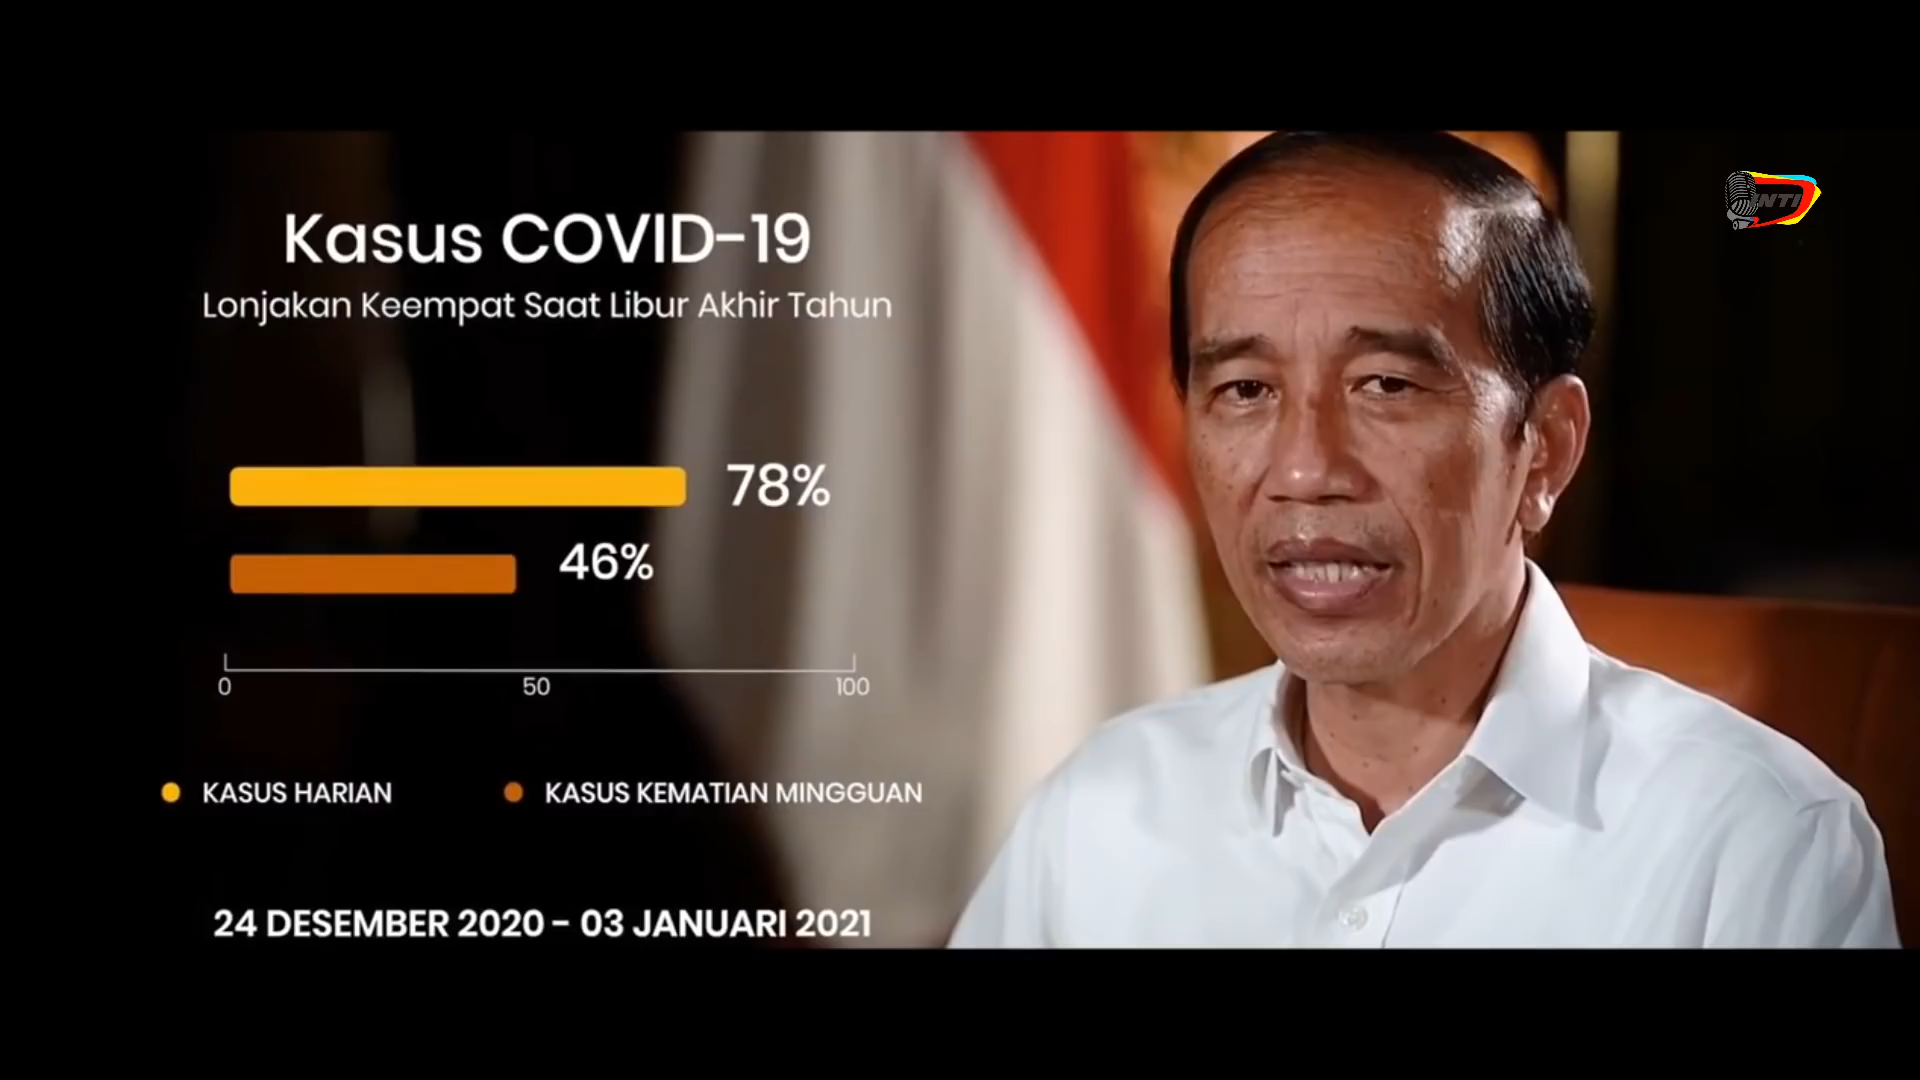 Kasus COVID-19
Lonjakan Keempat Saat Libur Akhir Tahun
INTI
78%
46%
0 50 100
KASUS HARIAN KASUS KEMATIAN MINGGUAN
24 DESEMBER 2020 - 03 JANUARI 2021